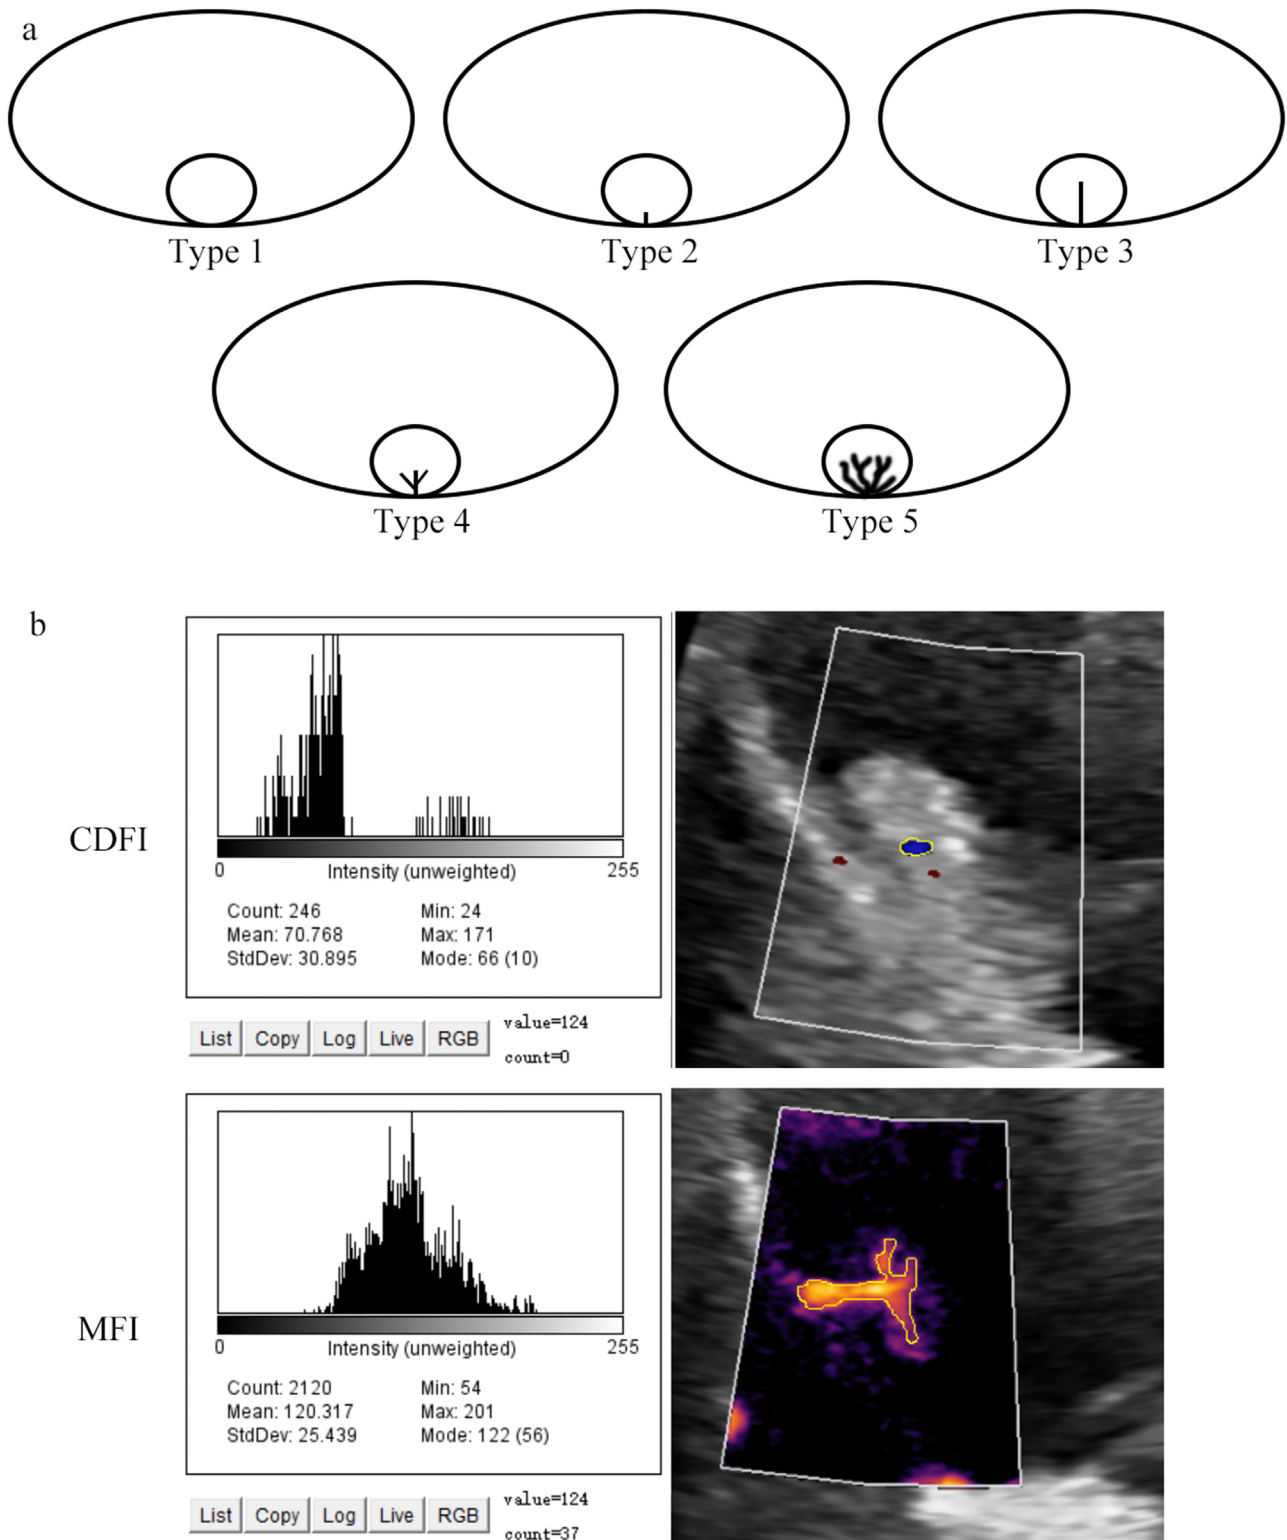 a
Type 1
Type 2
Type 3
Type 4
Type 5
b
CDFI
0
Intensity (unweighted)
255
Count: 246
Min: 24
Mean: 70.768
Max: 171
StdDev: 30.895
Mode: 66 (10)
List
Copy
Log
Live
RGB
value=124
count=0
MFI
0
Intensity (unweighted)
255
Count: 2120
Min: 54
Mean: 120.317
Max: 201
StdDev: 25.439
Mode: 122 (56)
List
Copy
Log
Live
RGB
value=124
count=37